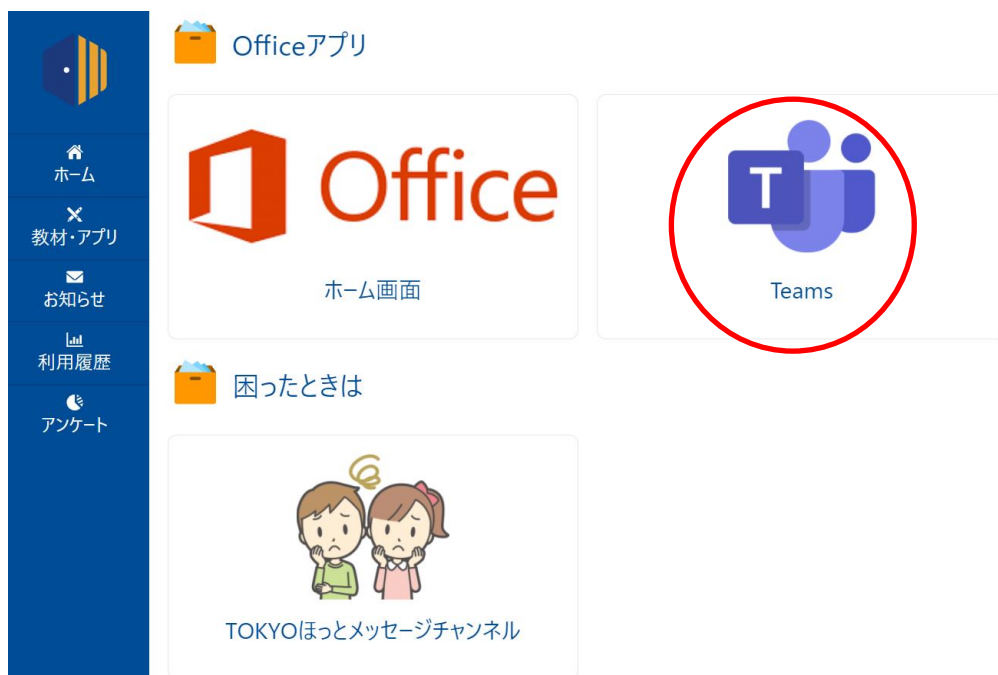 Officeアプリ
ホーム
教材・アプリ
お知らせ
利用履歴
アンケート
Office
ホーム画面
T
Teams
困ったときは
TOKYOほっとメッセージチャンネル